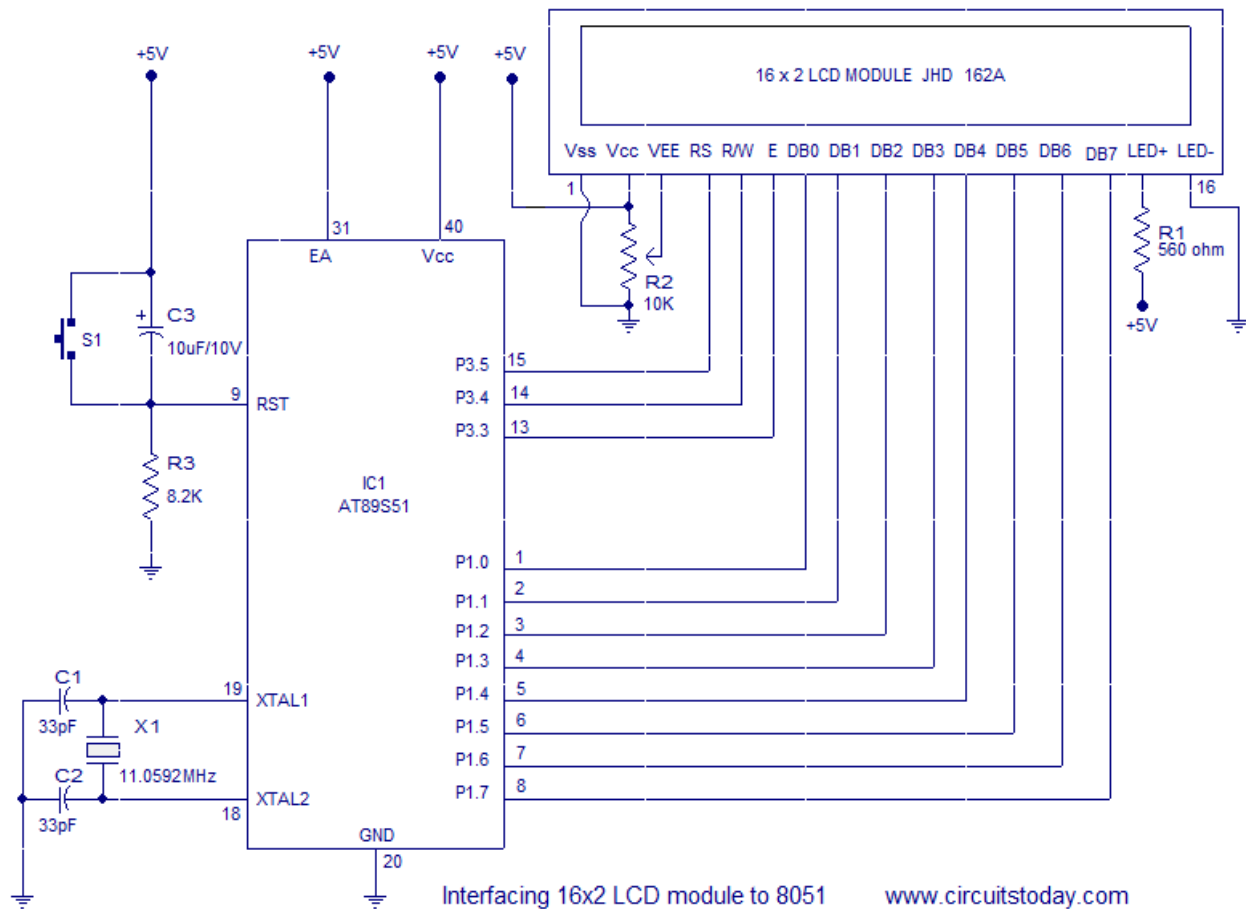 +5V
+5V
+5V
+5V
16 x 2 LCD MODULE JHD 162A
Vss Vcc VEE RS R/W E DB0 DB1 DB2 DB3 DB4 DB5 DB6 DB7 LED+ LED-
1
16
31
40
EA
Vcc
R1
560 ohm
R2
10K
+5V
C3
+
10uF/10V
S1
9
RST
P3.5
15
P3.4
14
P3.3
13
R3
8.2K
IC1
AT89S51
P1.0
1
P1.1
2
P1.2
3
P1.3
4
P1.4
5
P1.5
6
P1.6
7
P1.7
8
C1
33pF
19
XTAL1
X1
11.0592MHz
C2
33pF
18
XTAL2
GND
20
Interfacing 16x2 LCD module to 8051
www.circuitstoday.com